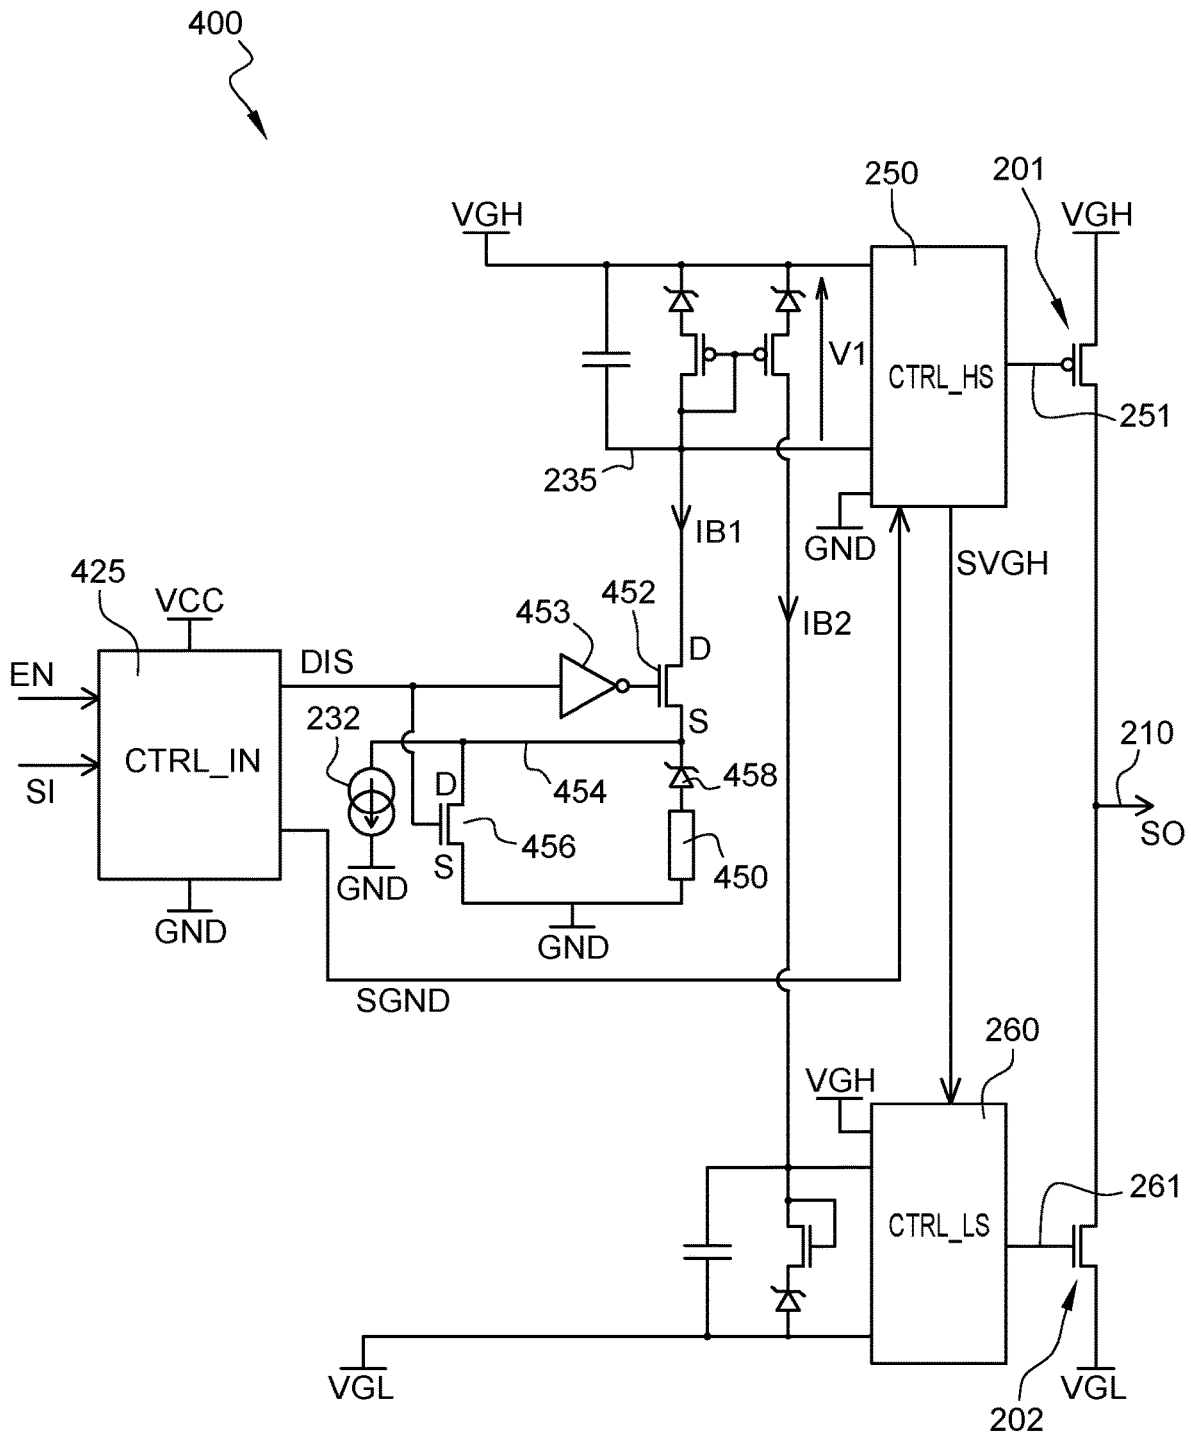 400
VGH
250
201
VGH
V1
CTRL_HS
251
235
IB1
GND
SVGH
425
VCC
453
452
D
IB2
EN
DIS
S
232
CTRL_IN
D
458
210
SI
454
SO
S
456
450
GND
GND
GND
SGND
260
VGH
261
CTRL_LS
VGL
VGL
202